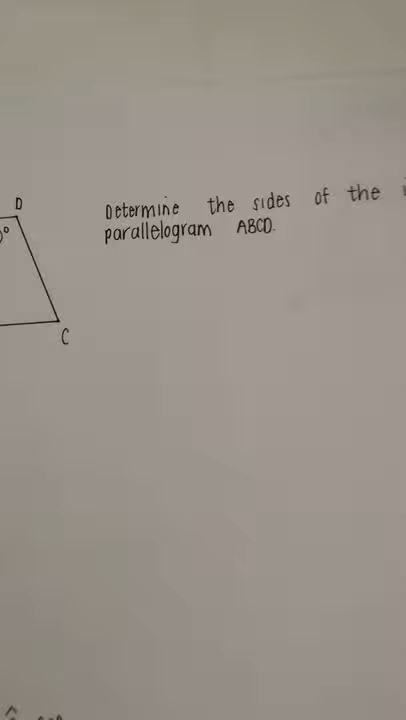 D
Determine the sides of the
parallelogram ABCD.
C